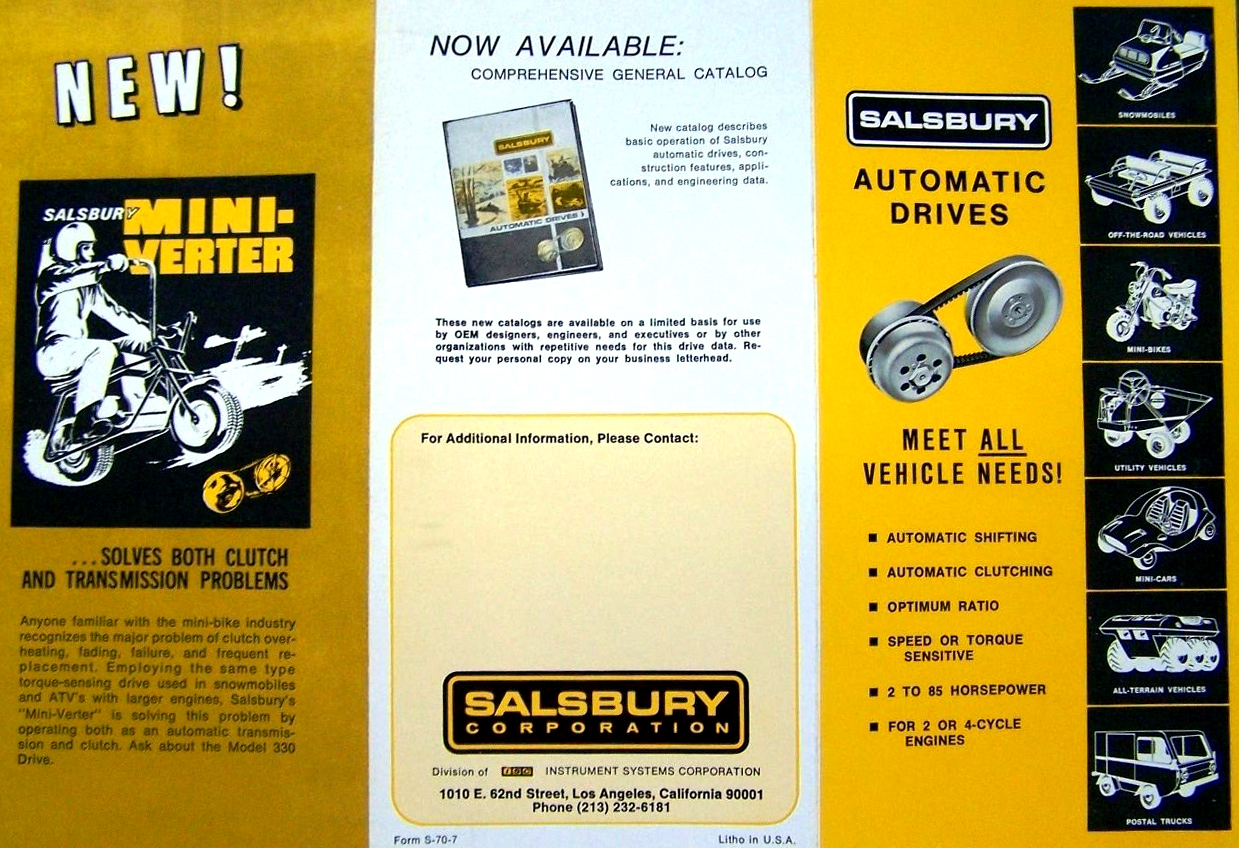 NEW!
SALSBURY MINI-
VERTER
...SOLVES BOTH CLUTCH
AND TRANSMISSION PROBLEMS
Anyone familiar with the mini-bike industry
recognizes the major problem of clutch over-
heating, fading, failure, and frequent re-
placement. Employing the same type
torque-sensing drive used in snowmobiles
and ATV's with larger engines, Salsbury's
"Mini-Verter" is solving this problem by
operating both as an automatic transmis-
sion and clutch. Ask about the Model 330
Drive.
NOW AVAILABLE:
COMPREHENSIVE GENERAL CATALOG
SALSBURY
AUTOMATIC DRIVES
New catalog describes
basic operation of Salsbury
automatic drives, con-
struction features, appli-
cations, and engineering data.
These new catalogs are available on a limited basis for use
by OEM designers, engineers, and executives or by other
organizations with repetitive needs for this drive data. Re-
quest your personal copy on your business letterhead.
For Additional Information, Please Contact:
SALSBURY
CORPORATION
Division of isc INSTRUMENT SYSTEMS CORPORATION
1010 E. 62nd Street, Los Angeles, California 90001
Phone (213) 232-6181
Form S-70-7
Litho in U.S.A.
SALSBURY
AUTOMATIC
DRIVES
MEET ALL
VEHICLE NEEDS!
■ AUTOMATIC SHIFTING
■ AUTOMATIC CLUTCHING
■ OPTIMUM RATIO
■ SPEED OR TORQUE
SENSITIVE
■ 2 TO 85 HORSEPOWER
■ FOR 2 OR 4-CYCLE
ENGINES
SNOWMOBILES
OFF-THE-ROAD VEHICLES
MINI-BIKES
UTILITY VEHICLES
MINI-CARS
ALL-TERRAIN VEHICLES
POSTAL TRUCKS